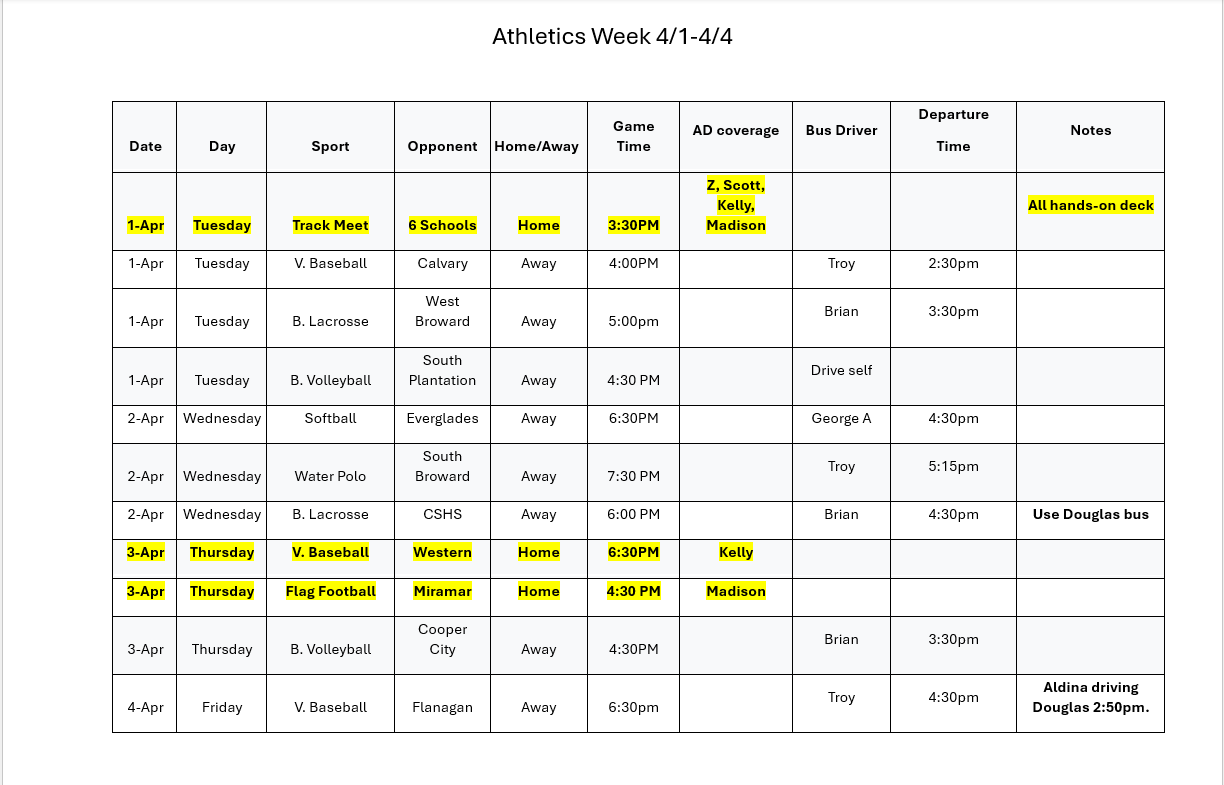 Athletics Week 4/1-4/4
Date Day Sport Opponent Home/Away Game Time AD coverage Bus Driver Departure Time Notes
1-Apr Tuesday Track Meet 6 Schools Home 3:30PM Z, Scott, Kelly, Madison All hands-on deck
1-Apr Tuesday V. Baseball Calvary Away 4:00PM Troy 2:30pm
1-Apr Tuesday B. Lacrosse West Broward Away 5:00pm Brian 3:30pm
1-Apr Tuesday B. Volleyball South Plantation Away 4:30 PM Drive self
2-Apr Wednesday Softball Everglades Away 6:30PM George A 4:30pm
2-Apr Wednesday Water Polo South Broward Away 7:30 PM Troy 5:15pm
2-Apr Wednesday B. Lacrosse CSHS Away 6:00 PM Brian 4:30pm Use Douglas bus
3-Apr Thursday V. Baseball Western Home 6:30PM Kelly
3-Apr Thursday Flag Football Miramar Home 4:30 PM Madison
3-Apr Thursday B. Volleyball Cooper City Away 4:30PM Brian 3:30pm
4-Apr Friday V. Baseball Flanagan Away 6:30pm Troy 4:30pm Aldina driving Douglas 2:50pm.